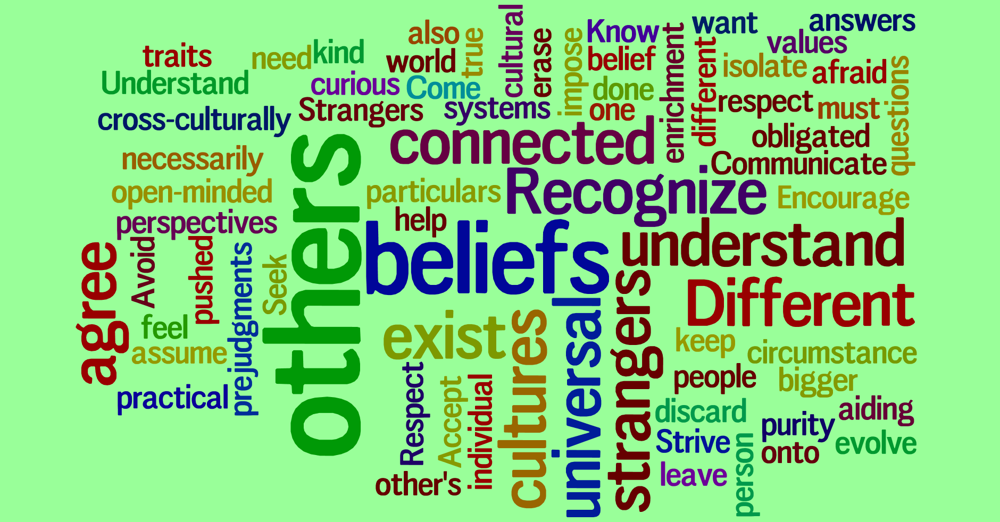 traits
need
kind
also
true
cultural
erase
impose
Know
want
answers
values
world
belief
enrichment
different
isolate
afraid
questions
Understand
curious
Come
done
respect
must
cross-culturally
Strangers
systems
one
obligated
connected
necessarily
others
Communicate
open-minded
particulars
Recognize
Encourage
perspectives
help
beliefs
understand
agree
Avoid
pushed
prejudgments
Seek
strangers
Different
feel
exist
cultures
universal
keep
circumstance
assume
people
bigger
practical
Respect
Accept
individual
discard
aiding
purity
Strive
person
onto
evolve
other's
leave